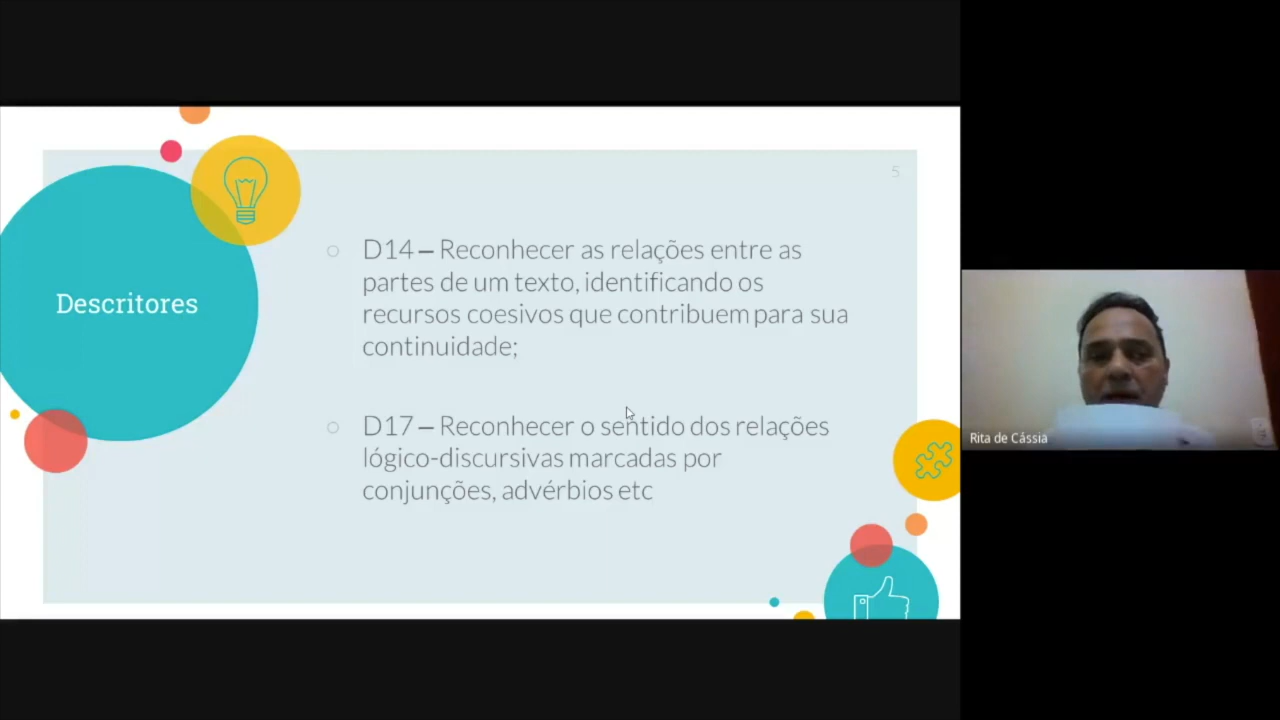 5
Descritores
D14 – Reconhecer as relações entre as
partes de um texto, identificando os
recursos coesivos que contribuem para sua
continuidade;
D17 – Reconhecer o sentido dos relações
lógico-discursivas marcadas por
conjunções, advérbios etc
Rita de Cássia